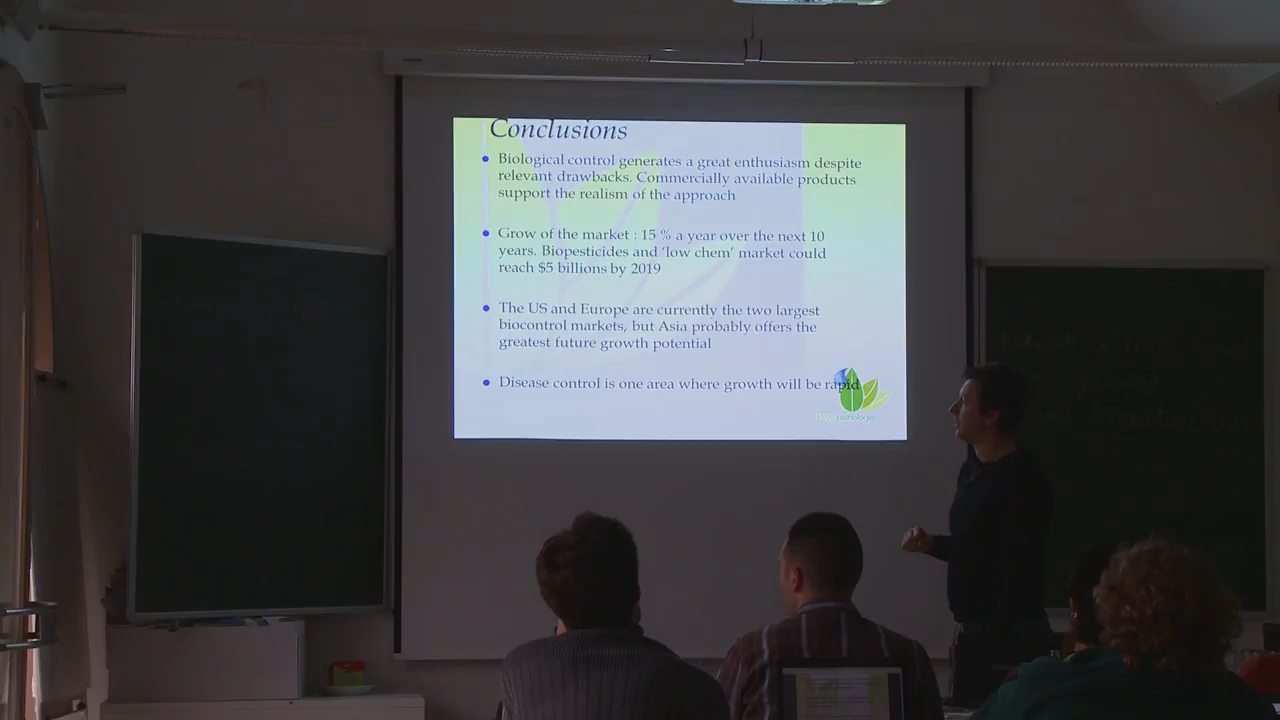 Conclusions
Biological control generates a great enthusiasm despite
relevant drawbacks. Commercially available products
support the realism of the approach
Grow of the market : 15 % a year over the next 10
years. Biopesticides and ‘low chem’ market could
reach $5 billions by 2019
The US and Europe are currently the two largest
biocontrol markets, but Asia probably offers the
greatest future growth potential
Disease control is one area where growth will be rapid